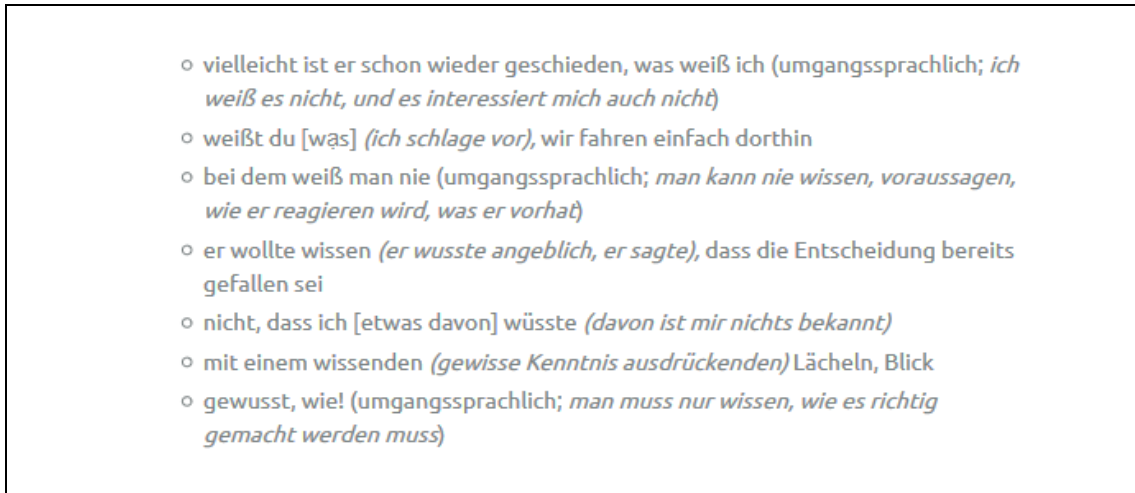 ◦ vielleicht ist er schon wieder geschieden, was weiß ich (umgangssprachlich; ich
weiß es nicht, und es interessiert mich auch nicht)
◦ weißt du [wạs] (ich schlage vor), wir fahren einfach dorthin
◦ bei dem weiß man nie (umgangssprachlich; man kann nie wissen, voraussagen,
wie er reagieren wird, was er vorhat)
◦ er wollte wissen (er wusste angeblich, er sagte), dass die Entscheidung bereits
gefallen sei
◦ nicht, dass ich [etwas davon] wüsste (davon ist mir nichts bekannt)
◦ mit einem wissenden (gewisse Kenntnis ausdrückenden) Lächeln, Blick
◦ gewusst, wie! (umgangssprachlich; man muss nur wissen, wie es richtig
gemacht werden muss)